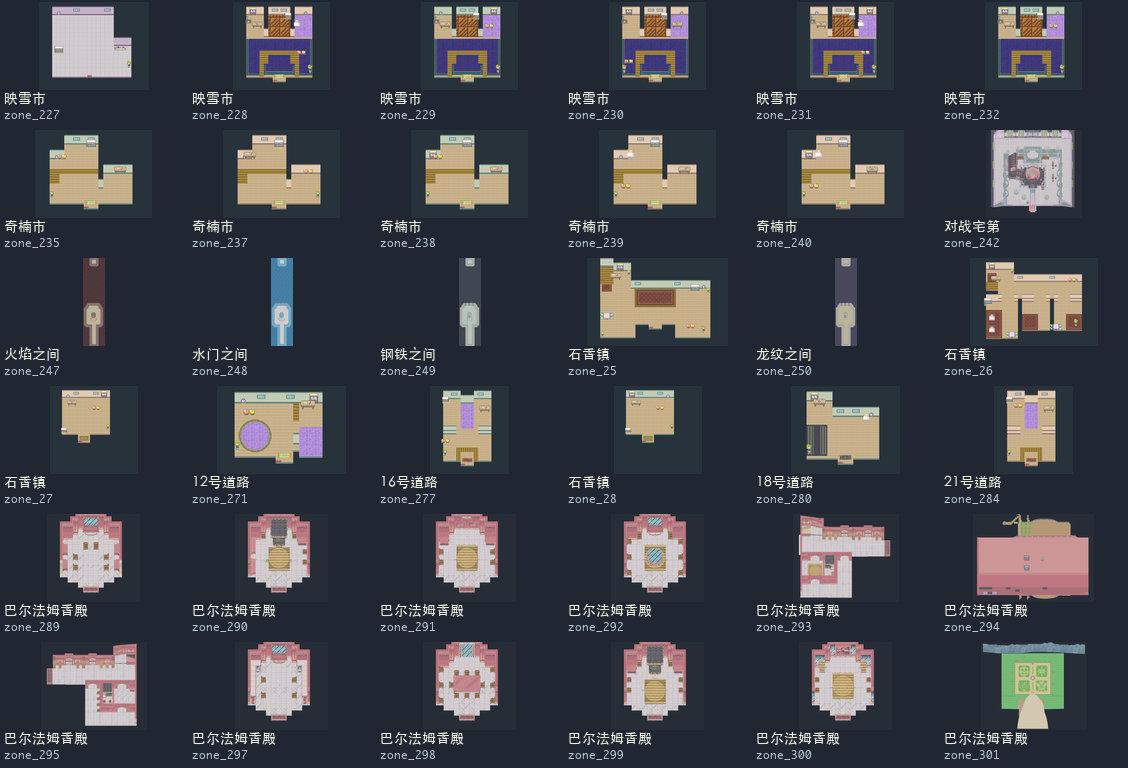 映雪市 映雪市 映雪市 映雪市 映雪市 映雪市
zone_227 zone_228 zone_229 zone_230 zone_231 zone_232
奇楠市 奇楠市 奇楠市 奇楠市 奇楠市 对战宅第
zone_235 zone_237 zone_238 zone_239 zone_240 zone_242
火焰之间 水门之间 钢铁之间 石香镇 龙纹之间 石香镇
zone_247 zone_248 zone_249 zone_25 zone_250 zone_26
石香镇 12号道路 16号道路 石香镇 18号道路 21号道路
zone_27 zone_271 zone_277 zone_28 zone_280 zone_284
巴尔法姆香殿 巴尔法姆香殿 巴尔法姆香殿 巴尔法姆香殿 巴尔法姆香殿 巴尔法姆香殿
zone_289 zone_290 zone_291 zone_292 zone_293 zone_294
巴尔法姆香殿 巴尔法姆香殿 巴尔法姆香殿 巴尔法姆香殿 巴尔法姆香殿 巴尔法姆香殿
zone_295 zone_297 zone_298 zone_299 zone_300 zone_301